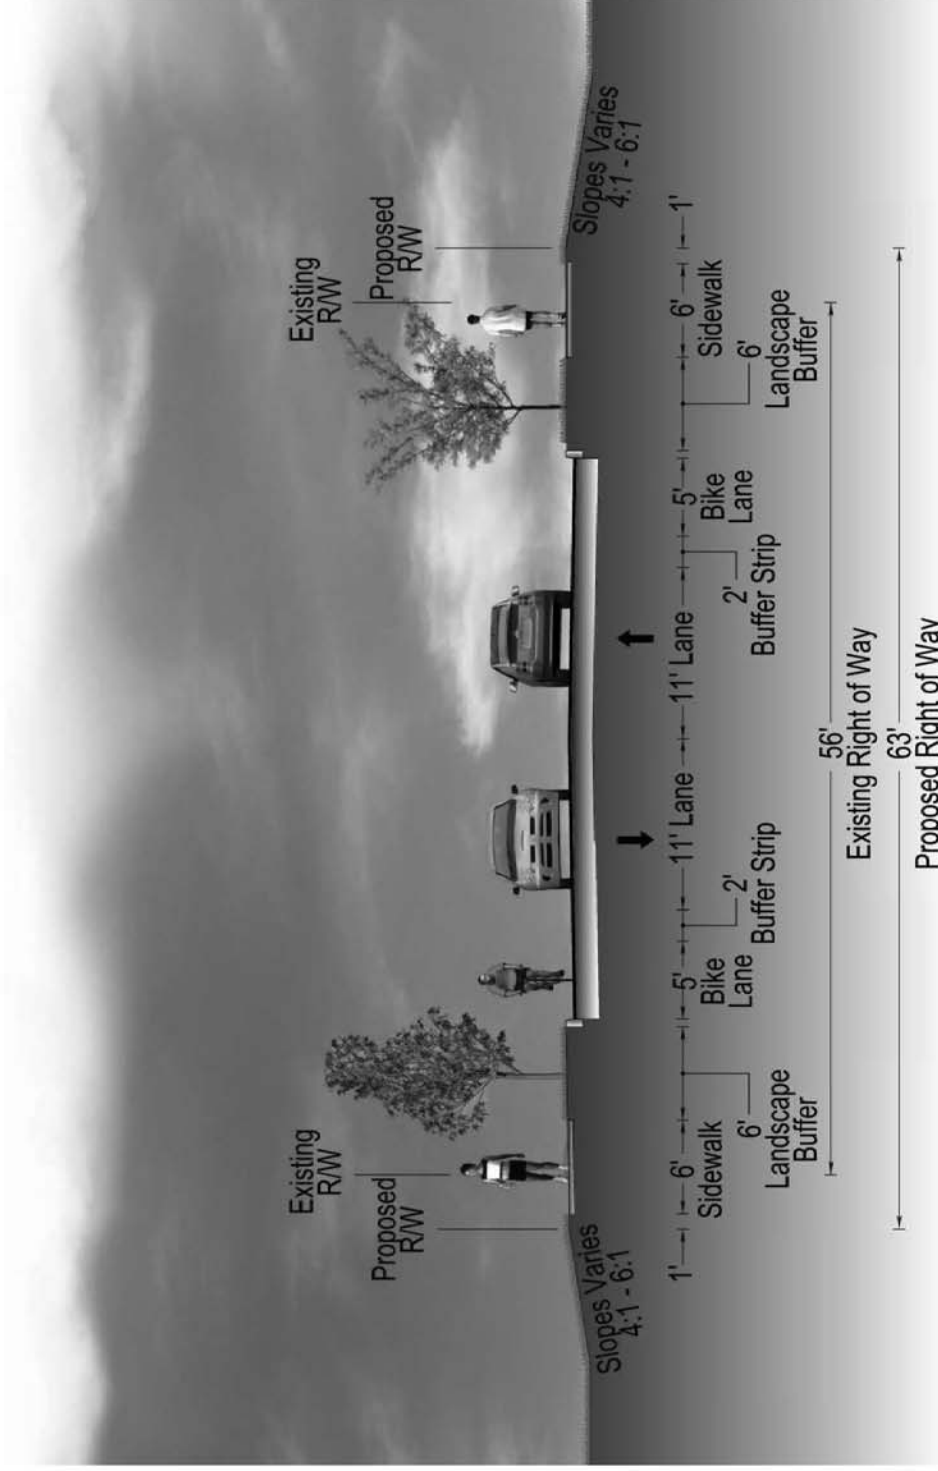 Existing
R/W
Proposed
R/W
Existing
R/W
Proposed
R/W
Slopes Varies
4:1 - 6:1
Slopes Varies
4:1 - 6:1
1'
6'
Sidewalk
6'
Landscape
Buffer
5'
Bike
Lane
2'
Buffer Strip
11' Lane
11' Lane
2'
Buffer Strip
5'
Bike
Lane
6'
Landscape
Buffer
6'
Sidewalk
1'
56'
Existing Right of Way
63'
Proposed Right of Way